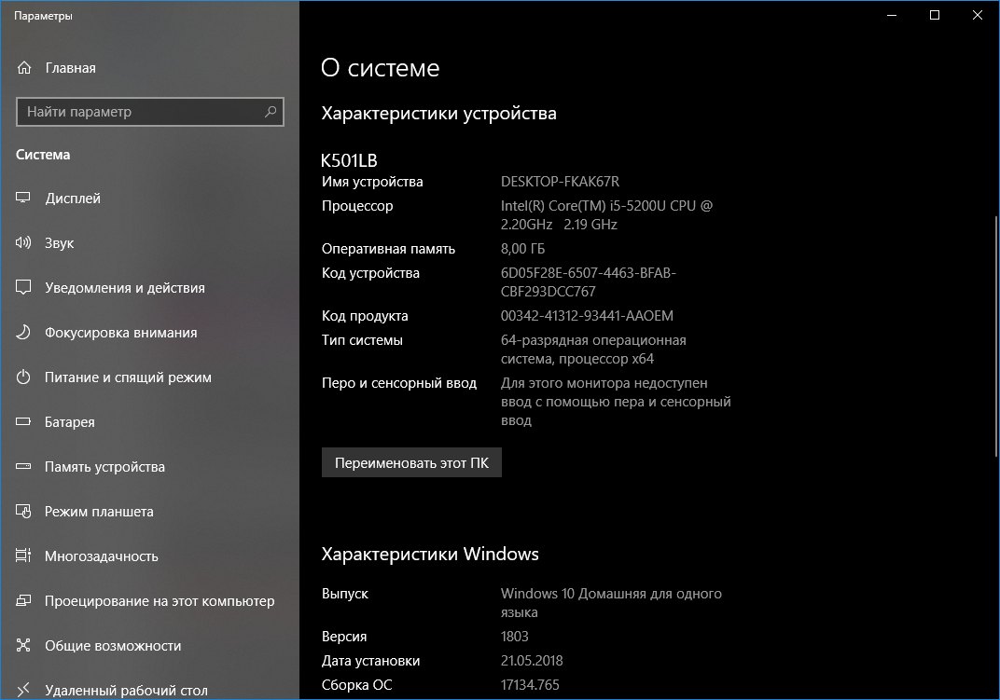 Параметры
Главная
Найти параметр
Система
Дисплей
Звук
Уведомления и действия
Фокусировка внимания
Питание и спящий режим
Батарея
Память устройства
Режим планшета
Многозадачность
Проецирование на этот компьютер
Общие возможности
Удаленный рабочий стол
О системе
Характеристики устройства
K501LB
Имя устройства DESKTOP-FKAK67R
Процессор Intel(R) Core(TM) i5-5200U CPU @
2.20GHz 2.19 GHz
Оперативная память 8,00 ГБ
Код устройства 6D05F28E-6507-4463-BFAB-
CBF293DCC767
Код продукта 00342-41312-93441-AAOEM
Тип системы 64-разрядная операционная
система, процессор x64
Перо и сенсорный ввод Для этого монитора недоступен
ввод с помощью пера и сенсорный
ввод
Переименовать этот ПК
Характеристики Windows
Выпуск Windows 10 Домашняя для одного
языка
Версия 1803
Дата установки 21.05.2018
Сборка ОС 17134.765